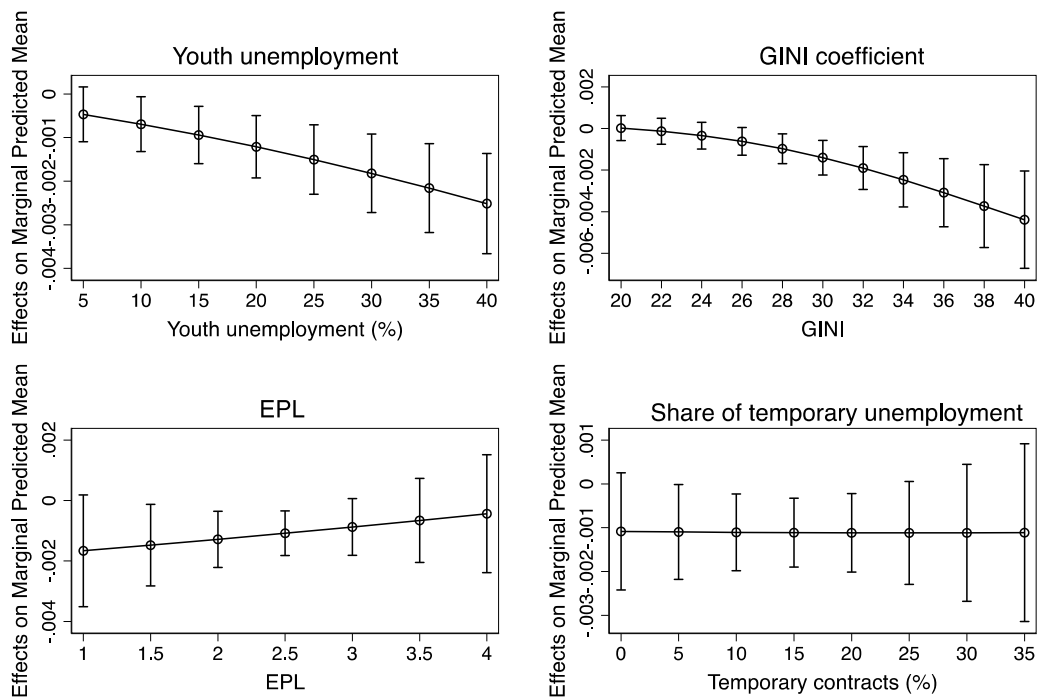 Youth unemployment
Effects on Marginal Predicted Mean
0
-.001
-.002
-.003
-.004
5 10 15 20 25 30 35 40
Youth unemployment (%)
GINI coefficient
Effects on Marginal Predicted Mean
.002
0
-.002
-.004
-.006
20 22 24 26 28 30 32 34 36 38 40
GINI
EPL
Effects on Marginal Predicted Mean
.002
0
-.002
-.004
1 1.5 2 2.5 3 3.5 4
EPL
Share of temporary unemployment
Effects on Marginal Predicted Mean
.001
0
-.001
-.002
-.003
0 5 10 15 20 25 30 35
Temporary contracts (%)